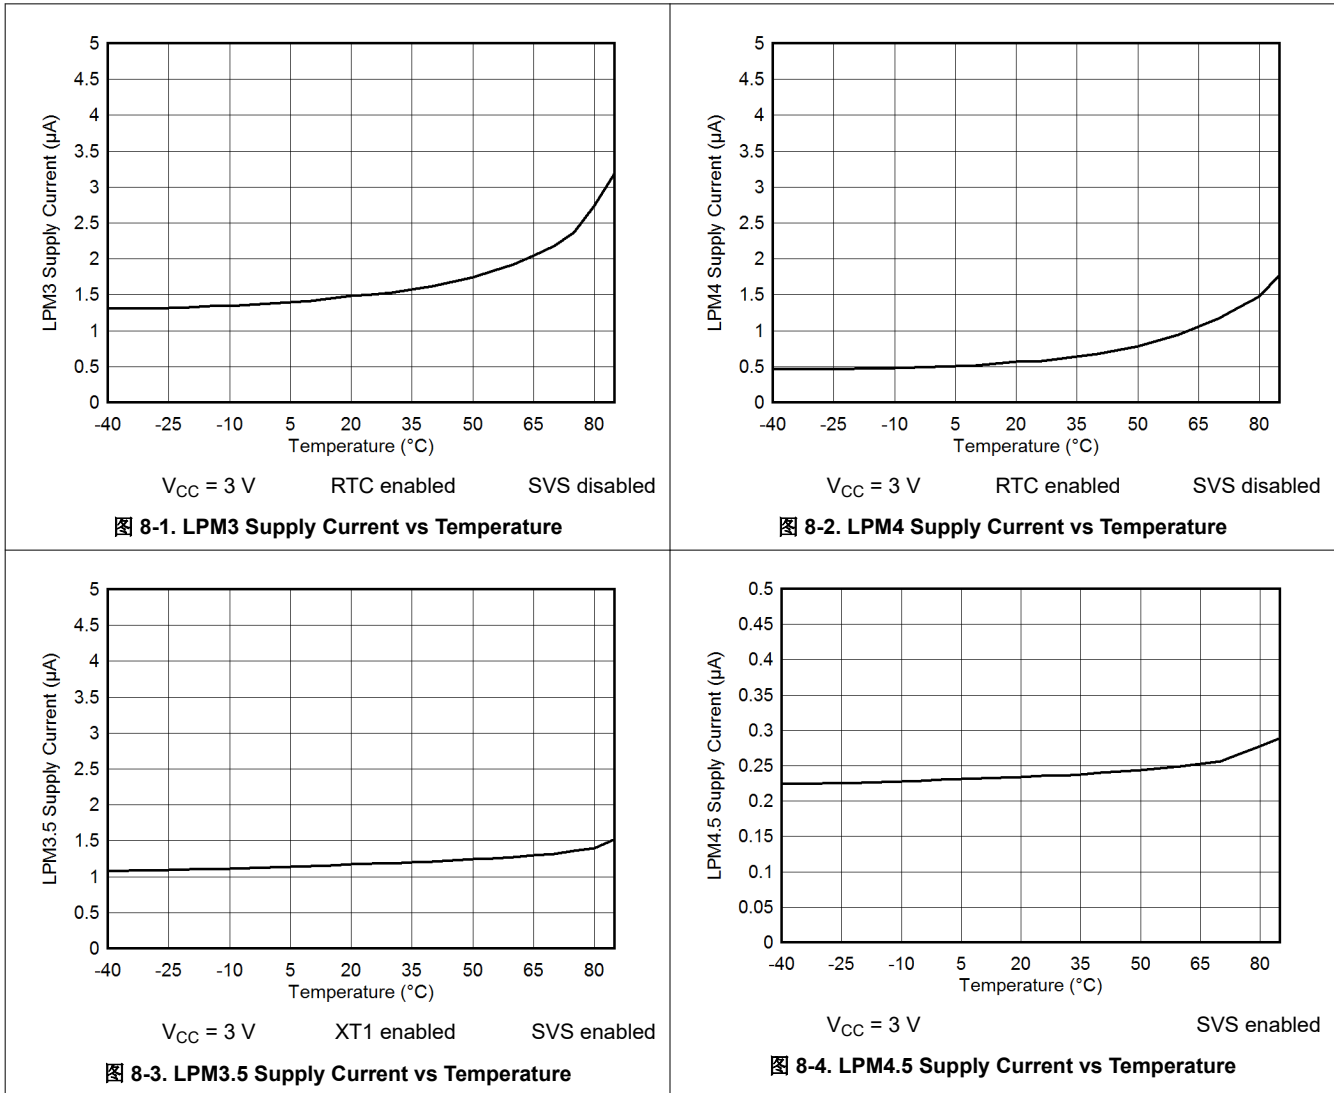 5
4.5
4
3.5
3
2.5
2
1.5
1
0.5
0
LPM3 Supply Current (µA)
-40 -25 -10 5 20 35 50 65 80
Temperature (°C)
VCC = 3 V RTC enabled SVS disabled
图 8-1. LPM3 Supply Current vs Temperature
5
4.5
4
3.5
3
2.5
2
1.5
1
0.5
0
LPM4 Supply Current (µA)
-40 -25 -10 5 20 35 50 65 80
Temperature (°C)
VCC = 3 V RTC enabled SVS disabled
图 8-2. LPM4 Supply Current vs Temperature
5
4.5
4
3.5
3
2.5
2
1.5
1
0.5
0
LPM3.5 Supply Current (µA)
-40 -25 -10 5 20 35 50 65 80
Temperature (°C)
VCC = 3 V XT1 enabled SVS enabled
图 8-3. LPM3.5 Supply Current vs Temperature
0.5
0.45
0.4
0.35
0.3
0.25
0.2
0.15
0.1
0.05
0
LPM4.5 Supply Current (µA)
-40 -25 -10 5 20 35 50 65 80
Temperature (°C)
VCC = 3 V SVS enabled
图 8-4. LPM4.5 Supply Current vs Temperature